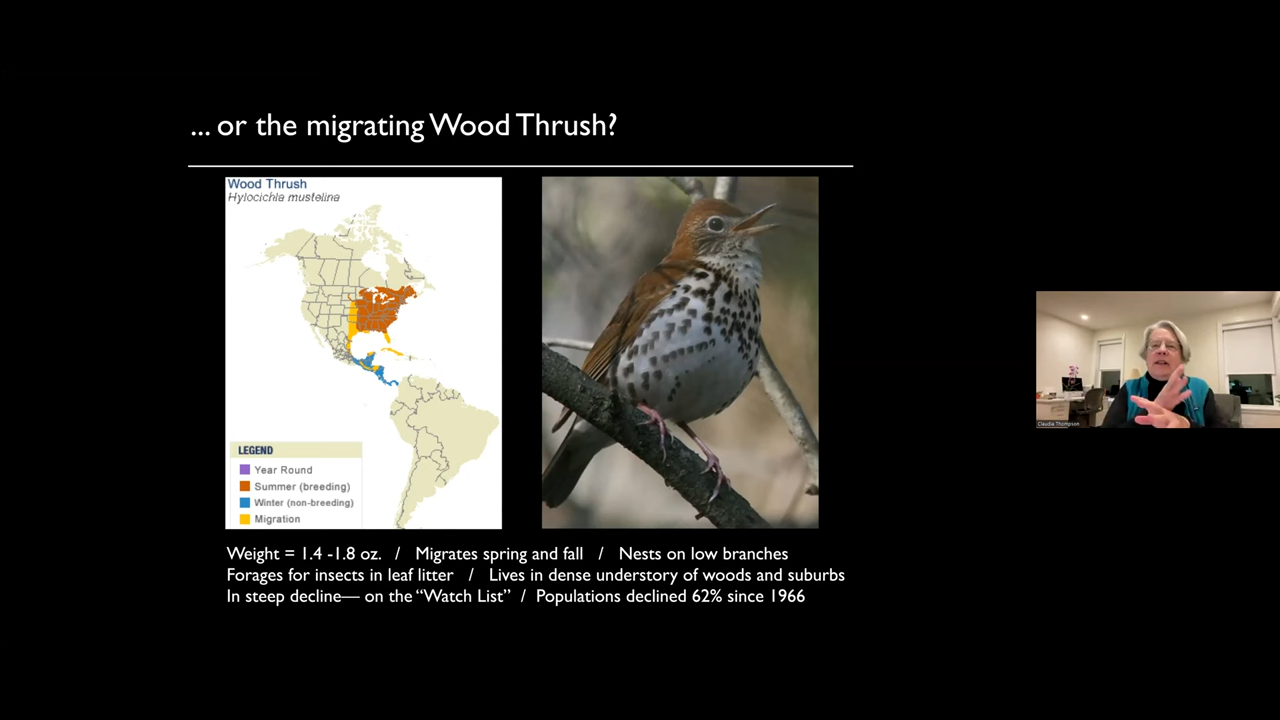 ... or the migrating Wood Thrush?
Wood Thrush
Hylocichla mustelina
LEGEND
Year Round
Summer (breeding)
Winter (non-breeding)
Migration
Weight = 1.4 -1.8 oz. / Migrates spring and fall / Nests on low branches
Forages for insects in leaf litter / Lives in dense understory of woods and suburbs
In steep decline— on the “Watch List” / Populations declined 62% since 1966
Claudia Thompson